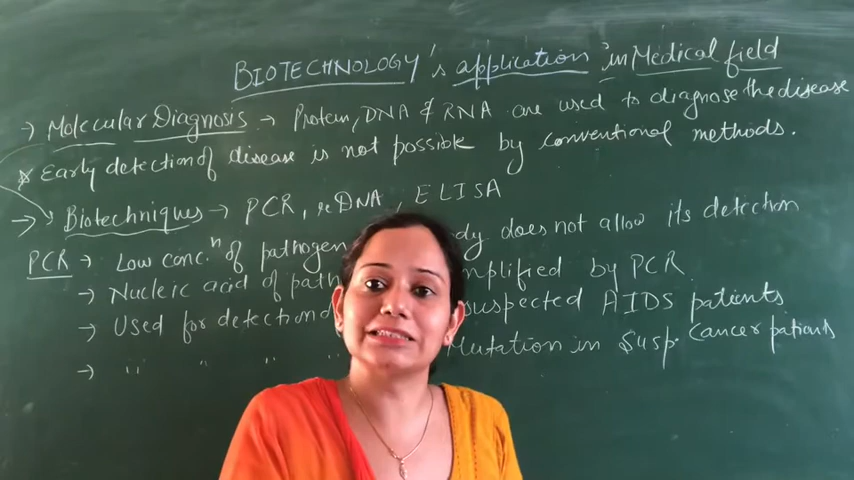 BIOTECHNOLOGY's application in Medical field
→ Molecular Diagnosis → Protein, DNA & RNA are used to diagnose the disease
* Early detection of disease is not possible by conventional methods.
→ Biotechniques → PCR, rDNA, ELISA
PCR → Low conc.n of pathogen dy does not allow its detection
→ Nucleic acid of path mplified by PCR
→ Used for detection suspected AIDS patients
→ " " " " Mutation in Susp. Cancer patients